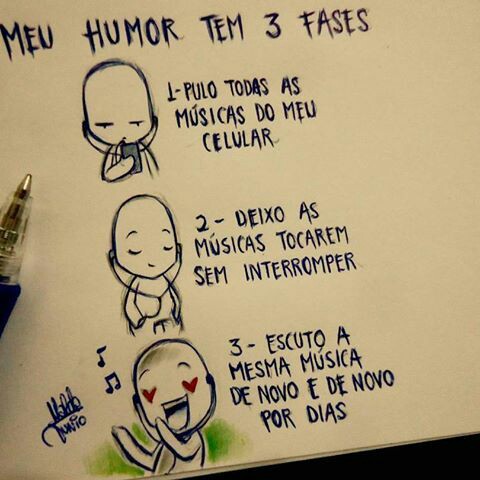 MEU HUMOR TEM 3 FASES
1-PULO TODAS AS
MÚSICAS DO MEU
CELULAR
2- DEIXO AS
MÚSICAS TOCAREM
SEM INTERROMPER
3- ESCUTO A
MESMA MÚSICA
DE NOVO E DE NOVO
POR DIAS